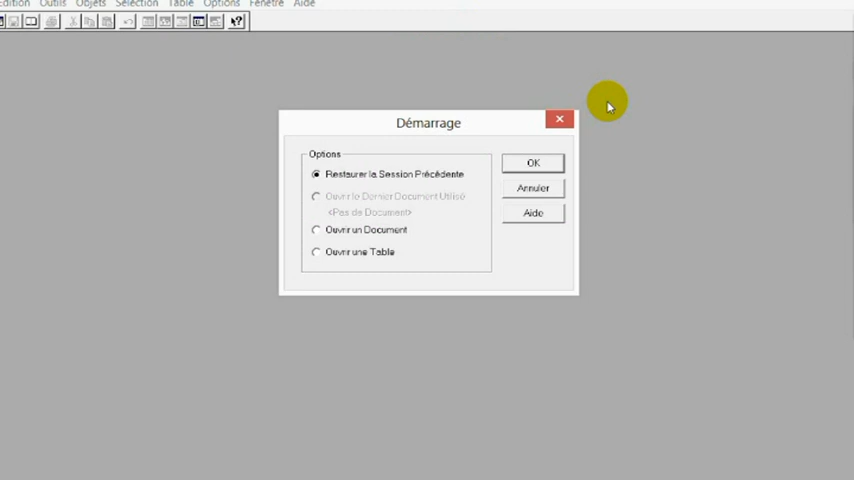 Edition Outils Objets Sélection Table Options Fenêtre Aide
Démarrage
Options
Restaurer la Session Précédente
Ouvrir le Dernier Document Utilisé
<Pas de Document>
Ouvrir un Document
Ouvrir une Table
OK
Annuler
Aide